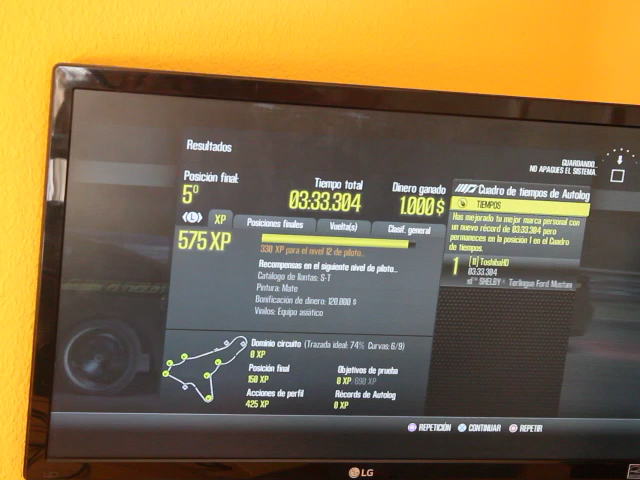 Resultados
GUARDANDO...
NO APAGUES EL SISTEMA.
Posición final:
5º
Tiempo total
03:33.304
Dinero ganado
1.000 $
Cuadro de tiempos de Autolog
TIEMPOS
Has mejorado tu mejor marca personal con
un nuevo récord de 03:33.304 pero
permaneces en la posición 1 en el Cuadro
de tiempos.
1
ToshibaHD
03:33.304
SHELBY® Terlingua Ford Mustan
L
XP
Posiciones finales
Vuelta(s)
Clasif. general
575 XP
330 XP para el nivel 12 de piloto...
Recompensas en el siguiente nivel de piloto...
Catálogo de llantas: S-T
Pintura: Mate
Bonificación de dinero: 120.000 $
Vinilos: Equipo asiático
Dominio circuito (Trazada ideal: 74% Curvas: 6/9)
0 XP
Posición final
150 XP
Objetivos de prueba
0 XP/690 XP
Acciones de perfil
425 XP
Récords de Autolog
0 XP
REPETICIÓN
CONTINUAR
REPETIR
LG